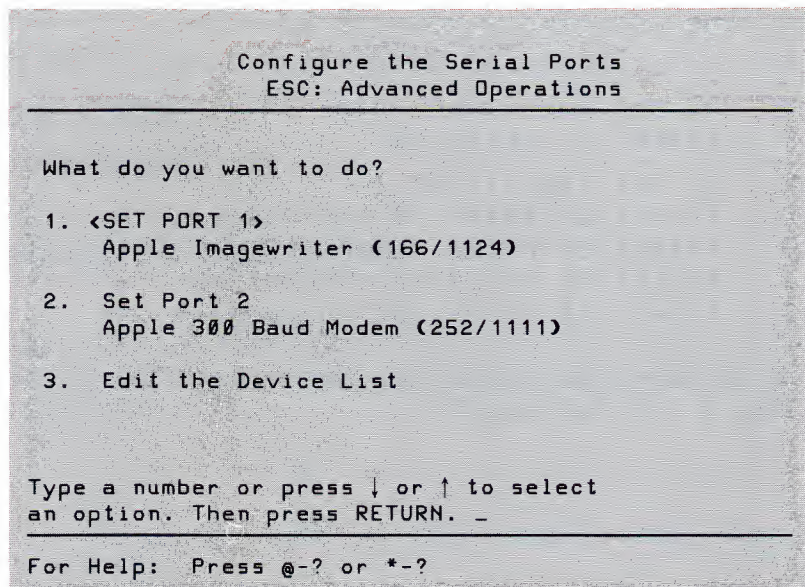 Configure the Serial Ports
ESC: Advanced Operations
What do you want to do?
1. <SET PORT 1>
Apple Imagewriter (166/1124)
2. Set Port 2
Apple 300 Baud Modem (252/1111)
3. Edit the Device List
Type a number or press ↓ or ↑ to select
an option. Then press RETURN. _
For Help: Press @-? or *-?